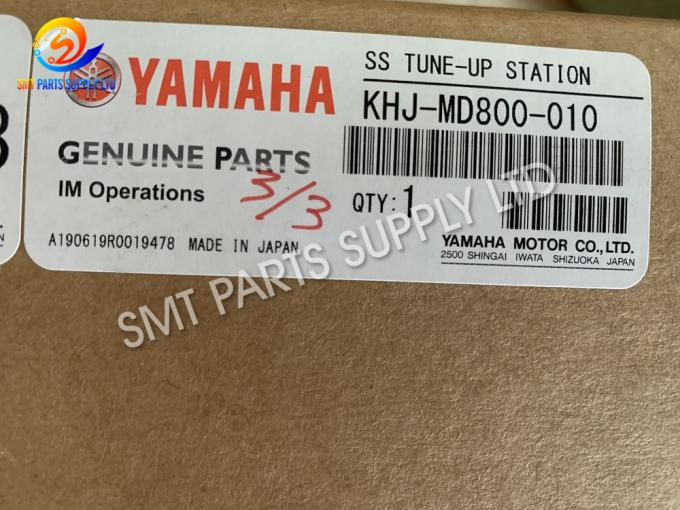 SMT PARTS SUPPLY LTD
YAMAHA
GENUINE PARTS
IM Operations
3/3
A190619R0019478 MADE IN JAPAN
SS TUNE-UP STATION
KHJ-MD800-010
QTY: 1
YAMAHA MOTOR CO.,LTD.
2500 SHINGAI IWATA SHIZUOKA JAPAN
SMT PARTS SUPPLY LTD